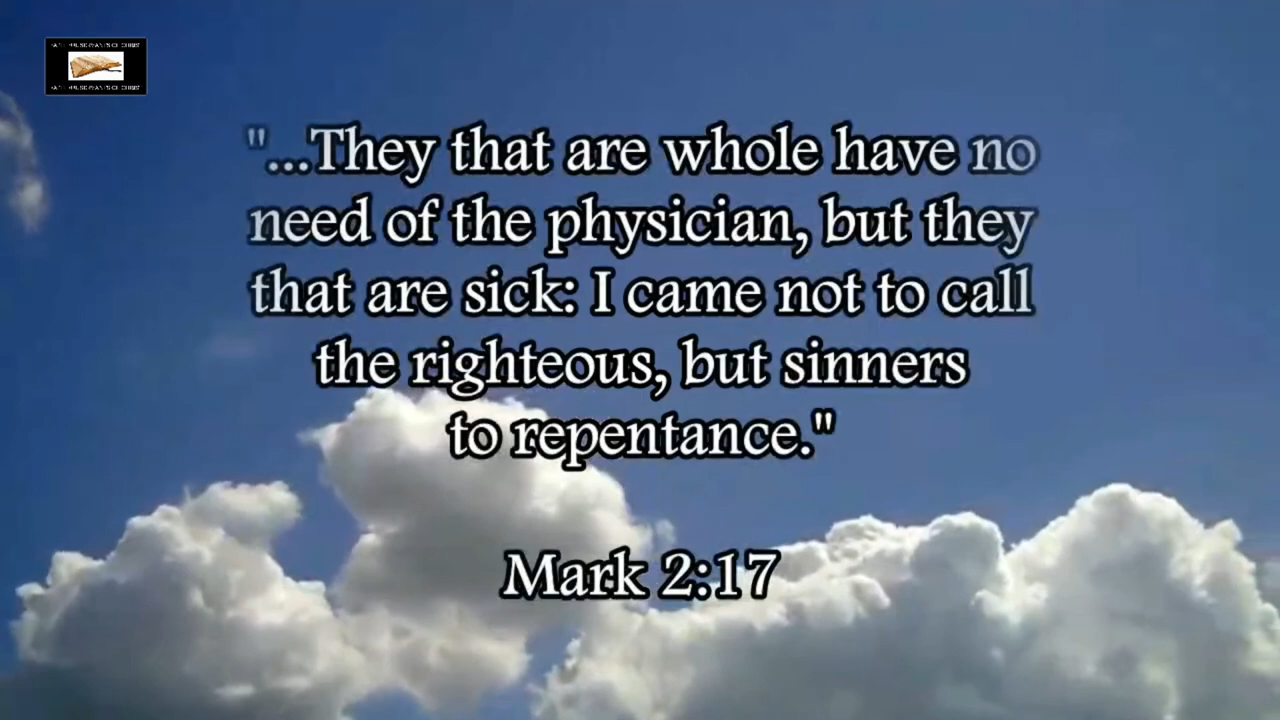 "...They that are whole have no
need of the physician, but they
that are sick: I came not to call
the righteous, but sinners
to repentance."
Mark 2:17